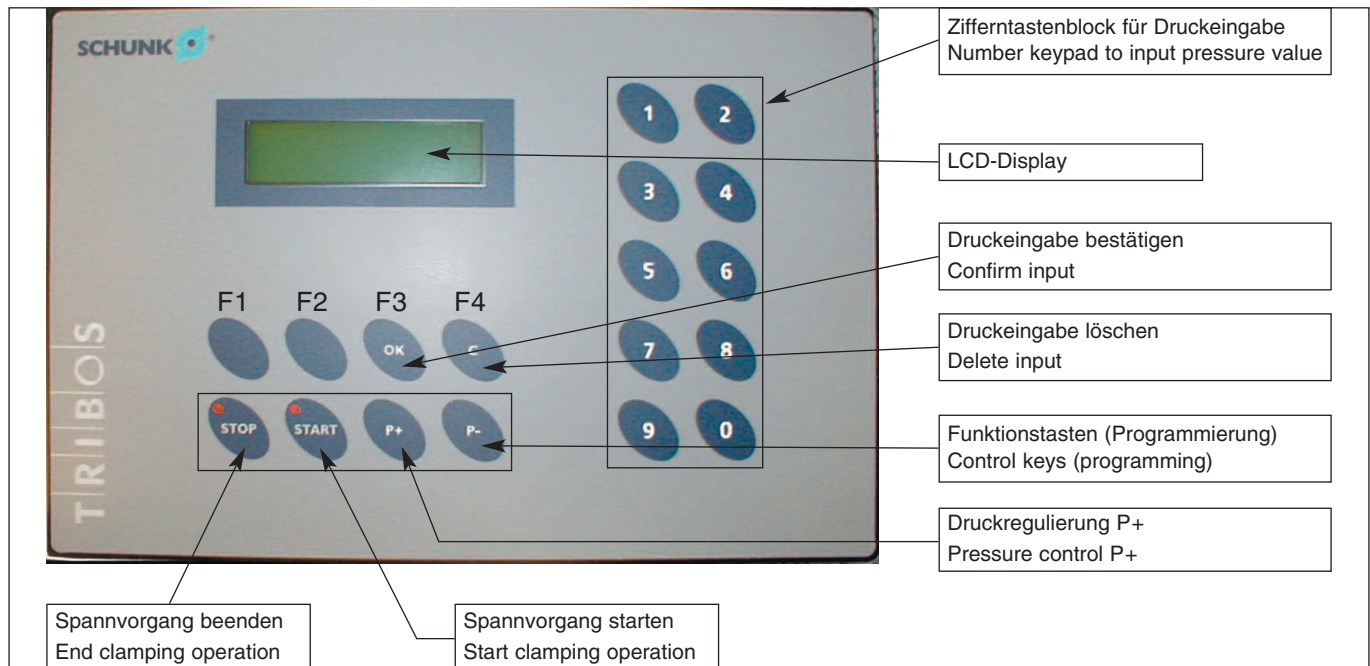 SCHUNK
Zifferntastenblock für Druckeingabe
Number keypad to input pressure value
1 2
LCD-Display
3 4
Druckeingabe bestätigen
Confirm input
5 6
F1 F2 F3 F4
OK C
7 8
Druckeingabe löschen
Delete input
STOP START P+ P-
9 0
Funktionstasten (Programmierung)
Control keys (programming)
TRIBOS
Druckregulierung P+
Pressure control P+
Spannvorgang beenden
End clamping operation
Spannvorgang starten
Start clamping operation